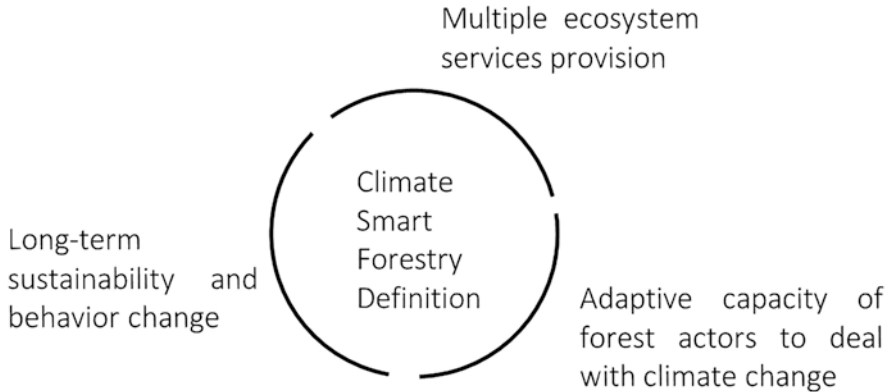 Multiple ecosystem
services provision
Climate
Smart
Forestry
Definition
Long-term
sustainability and
behavior change
Adaptive capacity of
forest actors to deal
with climate change